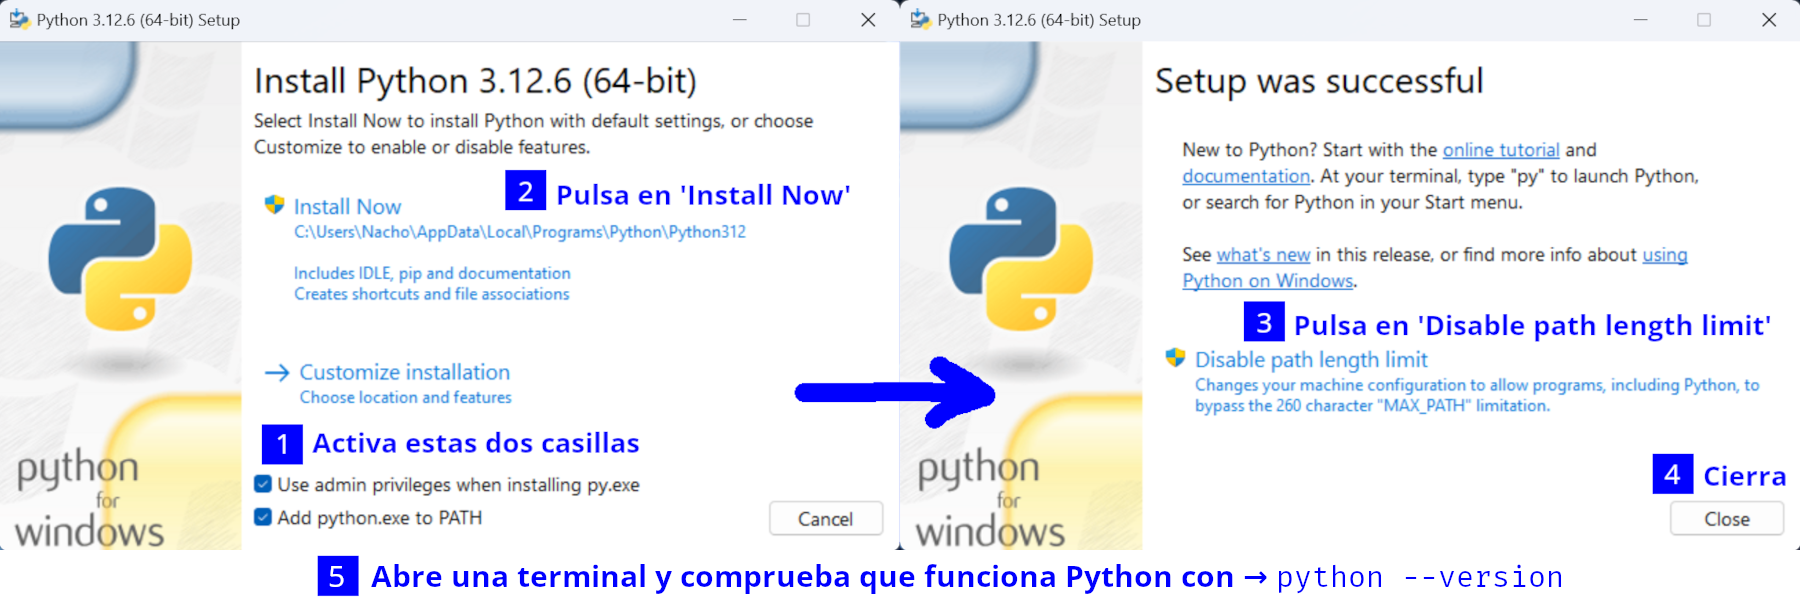 Python 3.12.6 (64-bit) Setup
Install Python 3.12.6 (64-bit)
Select Install Now to install Python with default settings, or choose
Customize to enable or disable features.
2 Pulsa en 'Install Now'
Install Now
C:\Users\Nacho\AppData\Local\Programs\Python\Python312
Includes IDLE, pip and documentation
Creates shortcuts and file associations
Customize installation
Choose location and features
1 Activa estas dos casillas
Use admin privileges when installing py.exe
Add python.exe to PATH
Cancel
python
for
windows
Python 3.12.6 (64-bit) Setup
Setup was successful
New to Python? Start with the online tutorial and
documentation. At your terminal, type "py" to launch Python,
or search for Python in your Start menu.
See what's new in this release, or find more info about using
Python on Windows.
3 Pulsa en 'Disable path length limit'
Disable path length limit
Changes your machine configuration to allow programs, including Python, to
bypass the 260 character "MAX_PATH" limitation.
4 Cierra
Close
python
for
windows
5 Abre una terminal y comprueba que funciona Python con → python --version